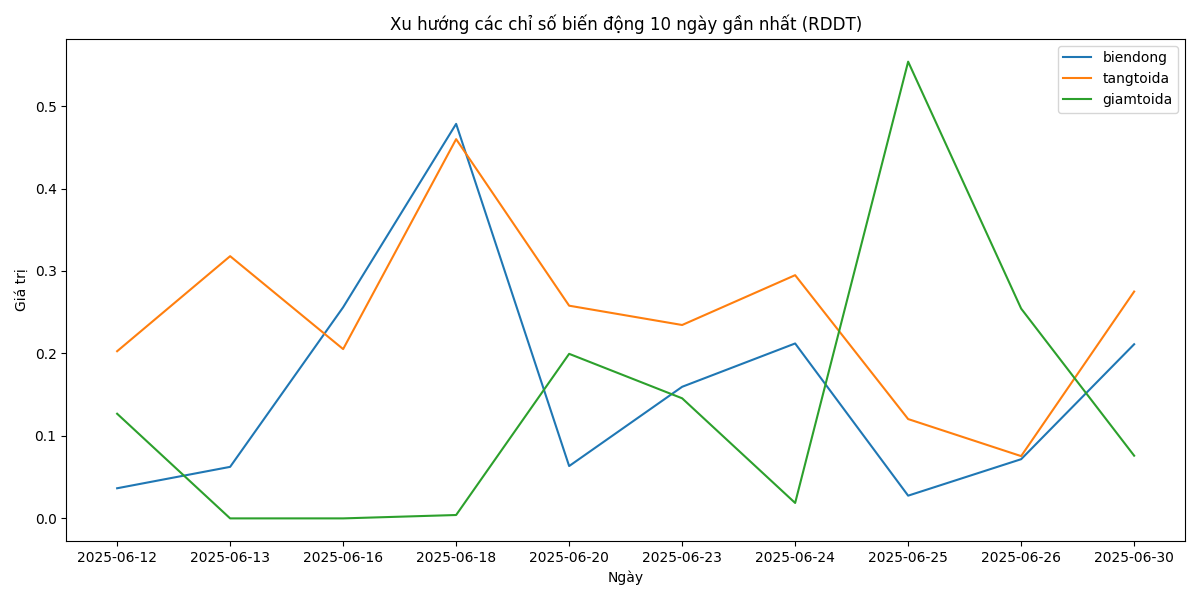 Xu hướng các chỉ số biến động 10 ngày gần nhất (RDDT)
biendong
tangtoida
giamtoida
Giá trị
0.5
0.4
0.3
0.2
0.1
0.0
2025-06-12 2025-06-13 2025-06-16 2025-06-18 2025-06-20 2025-06-23 2025-06-24 2025-06-25 2025-06-26 2025-06-30
Ngày